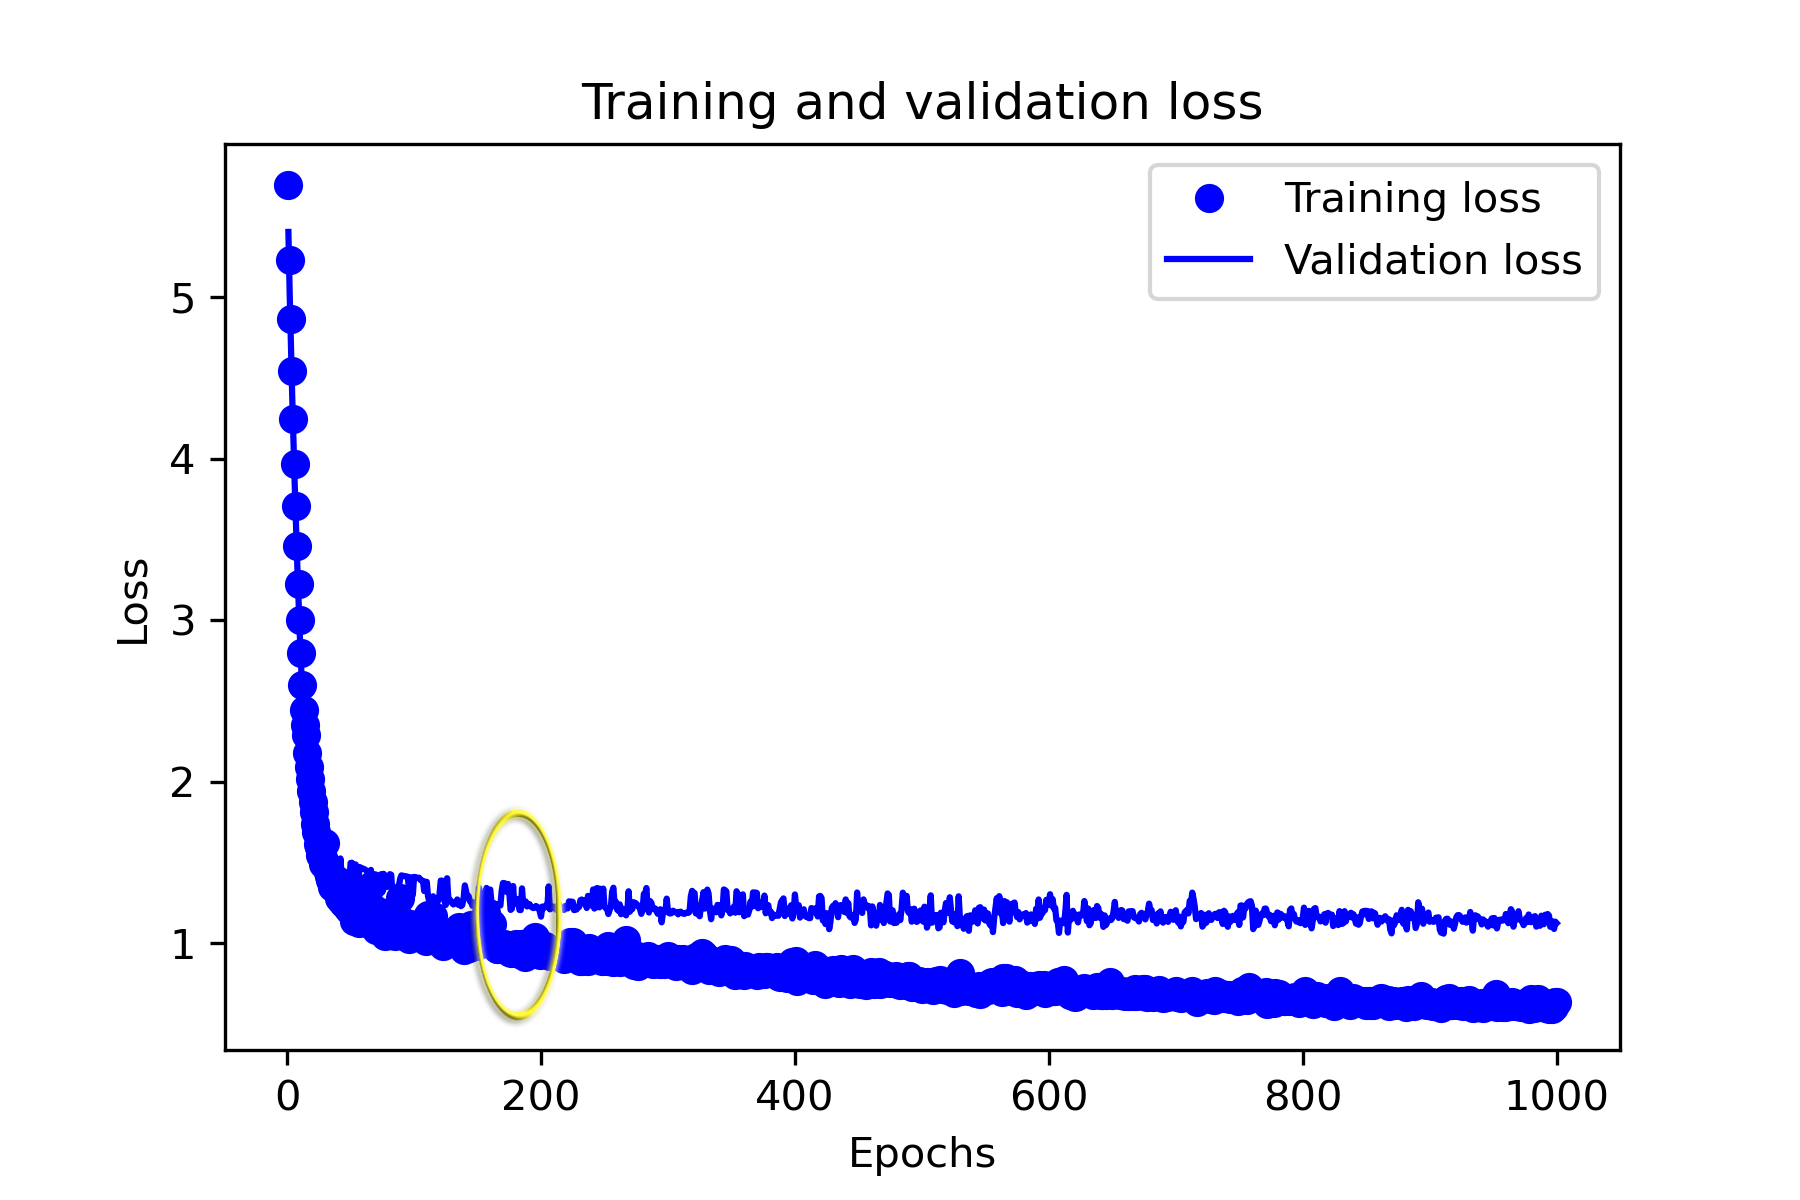 Training and validation loss
Training loss
Validation loss
5
4
3
2
1
Loss
0 200 400 600 800 1000
Epochs